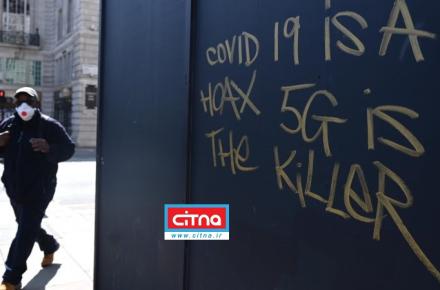 COVID 19 iS A
HOAX 5G iS
THE KiLLER
CiTNA
www.citna.ir